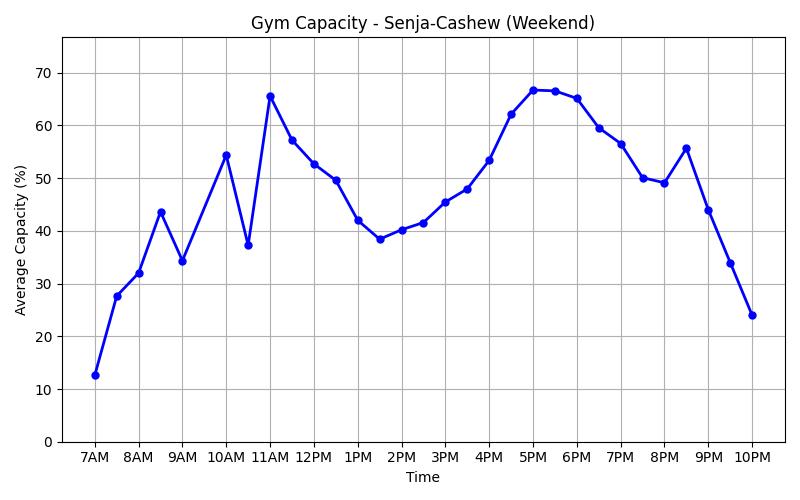 Gym Capacity - Senja-Cashew (Weekend)
Average Capacity (%)
70
60
50
40
30
20
10
0
7AM 8AM 9AM 10AM 11AM 12PM 1PM 2PM 3PM 4PM 5PM 6PM 7PM 8PM 9PM 10PM
Time